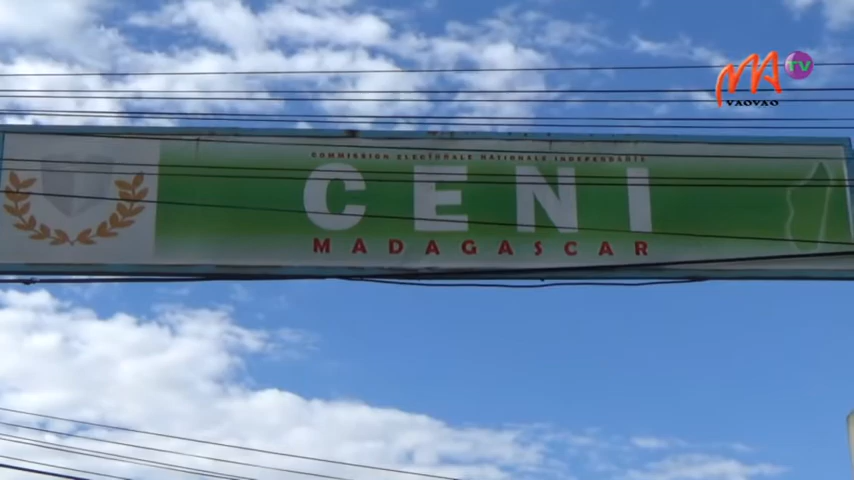 MA TV
VAOVAO
COMMISSION ELECTORALE NATIONALE INDEPENDANTE
CENI
MADAGASCAR